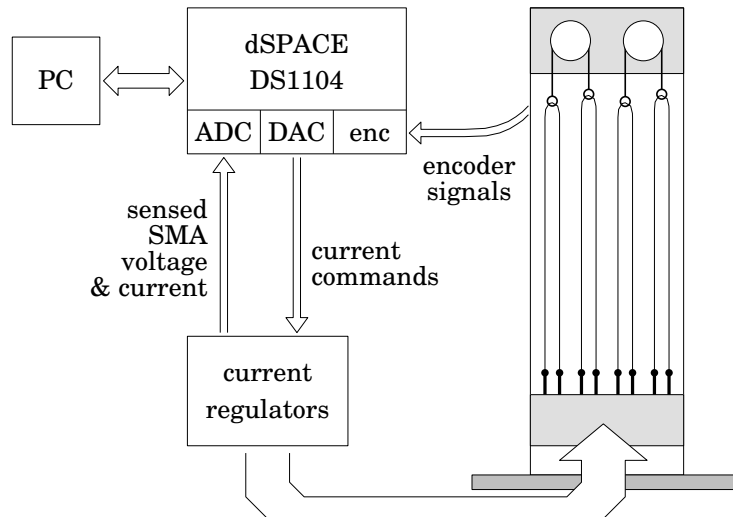 PC
dSPACE
DS1104
ADC
DAC
enc
encoder
signals
sensed
SMA
voltage
& current
current
commands
current
regulators